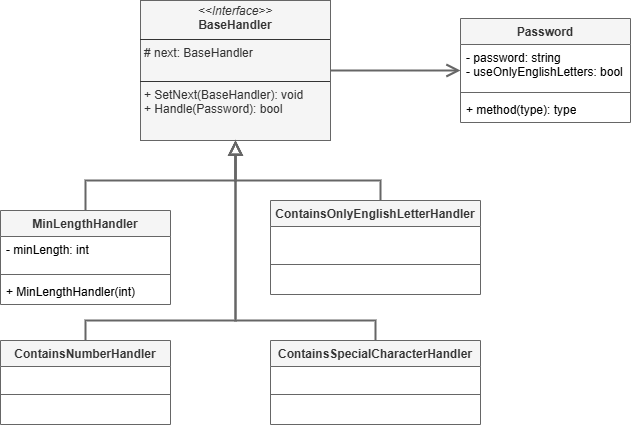 <<Interface>>
BaseHandler
# next: BaseHandler
+ SetNext(BaseHandler): void
+ Handle(Password): bool
Password
- password: string
- useOnlyEnglishLetters: bool
+ method(type): type
MinLengthHandler
- minLength: int
+ MinLengthHandler(int)
ContainsOnlyEnglishLetterHandler
ContainsNumberHandler
ContainsSpecialCharacterHandler